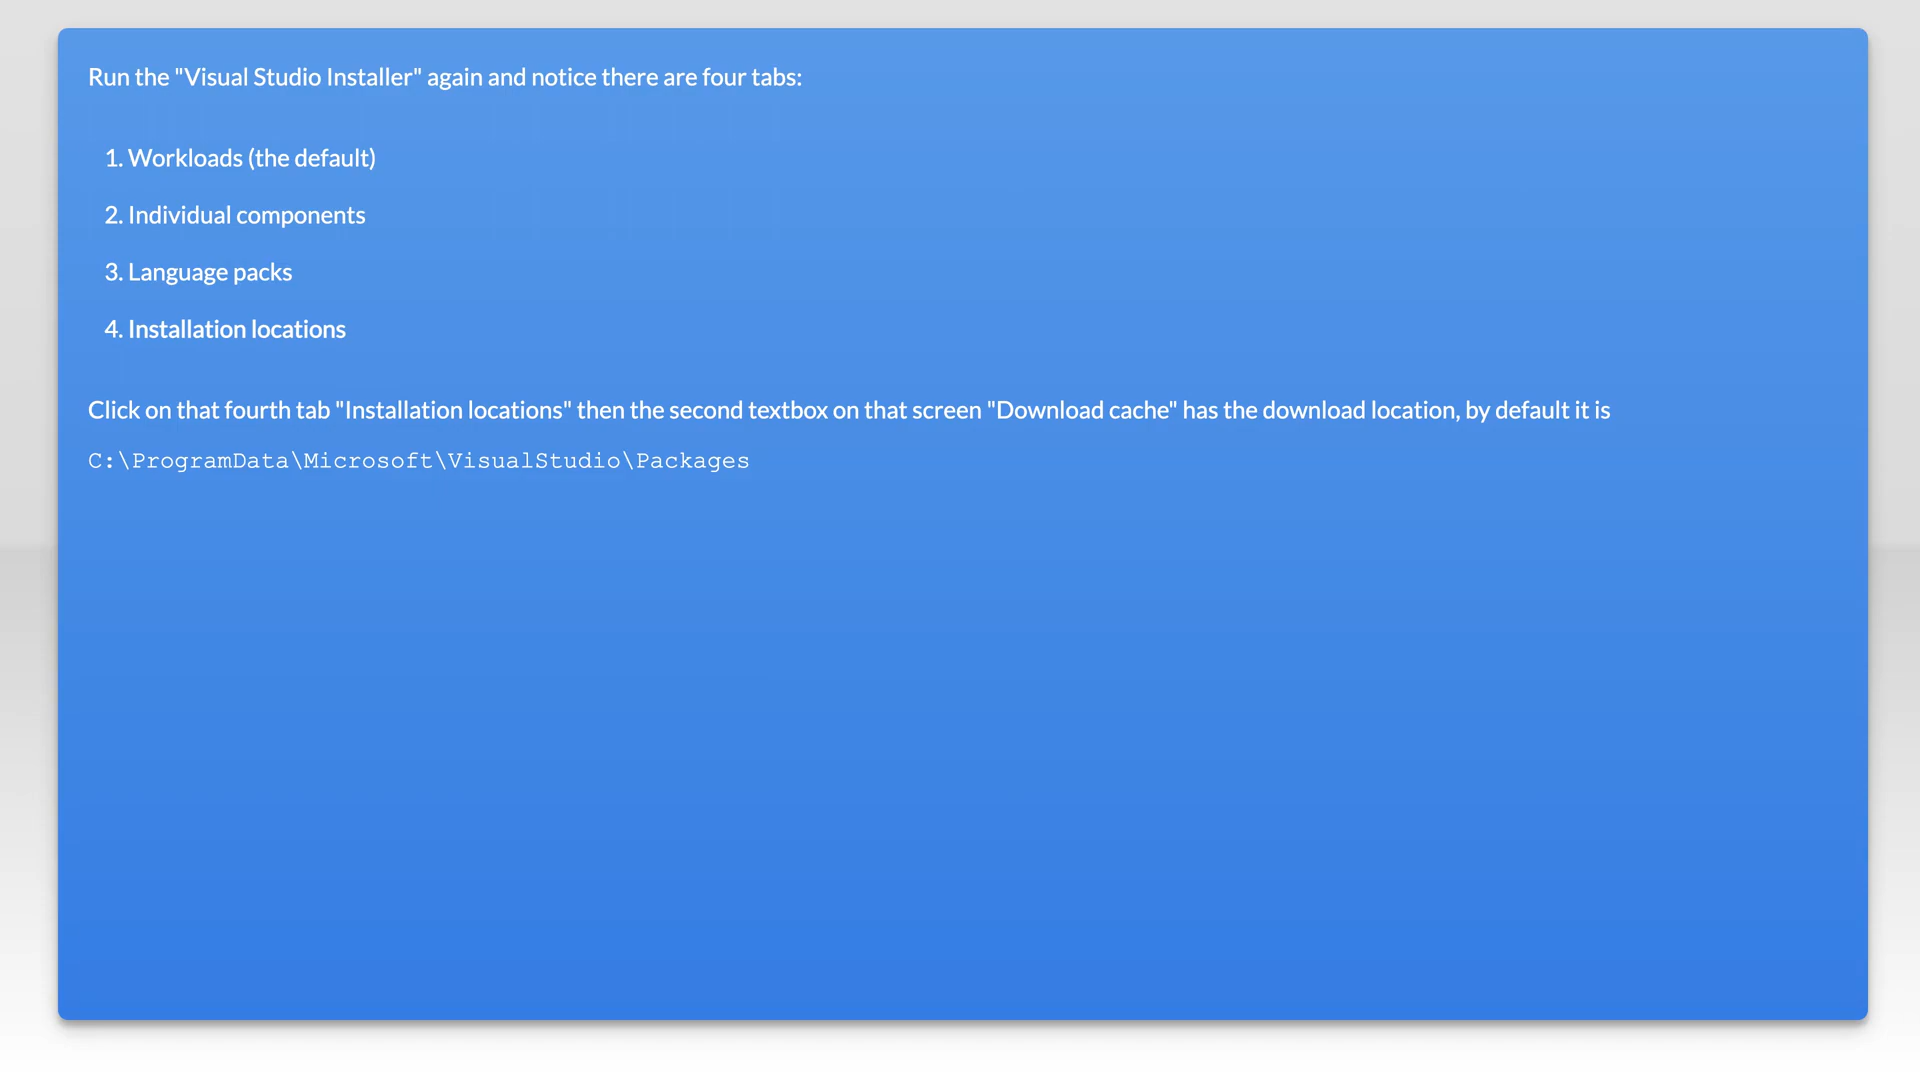 Run the "Visual Studio Installer" again and notice there are four tabs:
1. Workloads (the default)
2. Individual components
3. Language packs
4. Installation locations
Click on that fourth tab "Installation locations" then the second textbox on that screen "Download cache" has the download location, by default it is
C:\ProgramData\Microsoft\VisualStudio\Packages